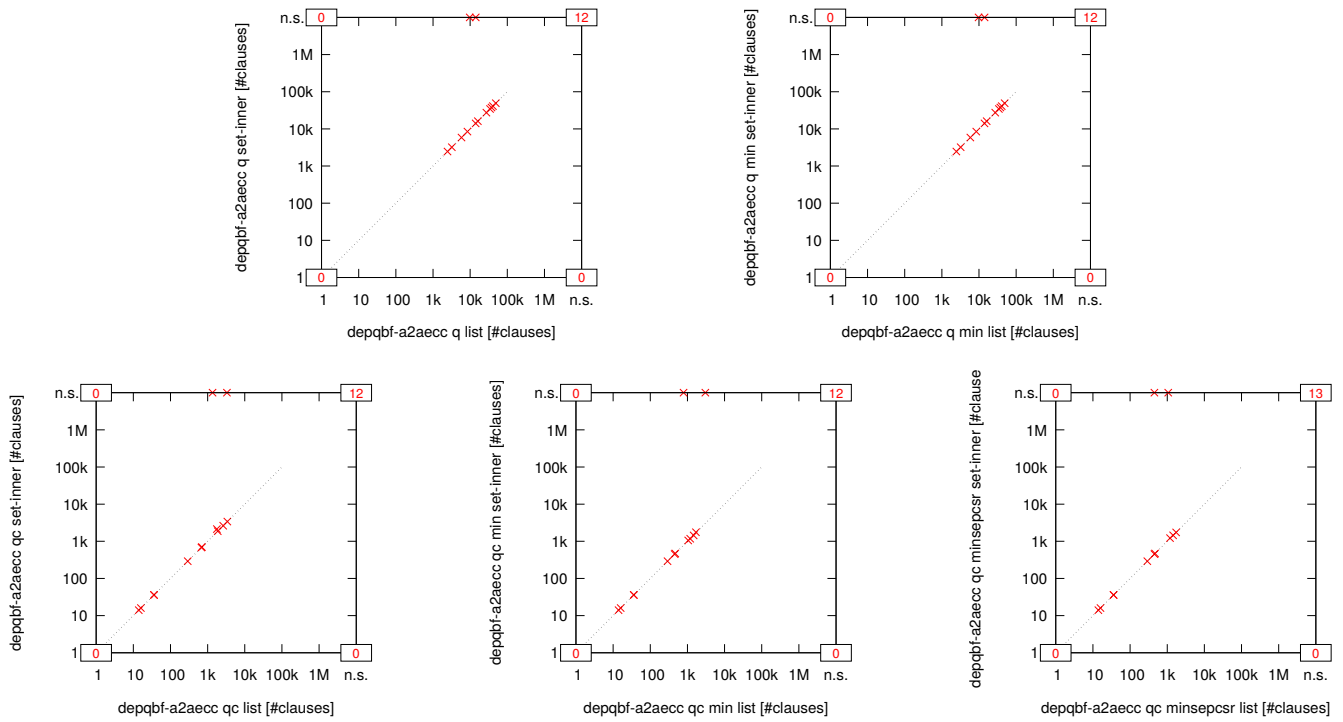 n.s. 0 12 n.s. 0 12
1M 1M
100k 100k
10k 10k
1k 1k
100 100
10 10
1 0 0 1 0 0
1 10 100 1k 10k 100k 1M n.s. 1 10 100 1k 10k 100k 1M n.s.
depqbf-a2aecc q set-inner [#clauses]
depqbf-a2aecc q list [#clauses]
depqbf-a2aecc q min set-inner [#clauses]
depqbf-a2aecc q min list [#clauses]
n.s. 0 12 n.s. 0 12 n.s. 0 13
1M 1M 1M
100k 100k 100k
10k 10k 10k
1k 1k 1k
100 100 100
10 10 10
1 0 0 1 0 0 1 0 0
1 10 100 1k 10k 100k 1M n.s. 1 10 100 1k 10k 100k 1M n.s. 1 10 100 1k 10k 100k 1M n.s.
depqbf-a2aecc qc set-inner [#clauses]
depqbf-a2aecc qc list [#clauses]
depqbf-a2aecc qc min set-inner [#clauses]
depqbf-a2aecc qc min list [#clauses]
depqbf-a2aecc qc minsepcsr set-inner [#clause
depqbf-a2aecc qc minsepcsr list [#clauses]